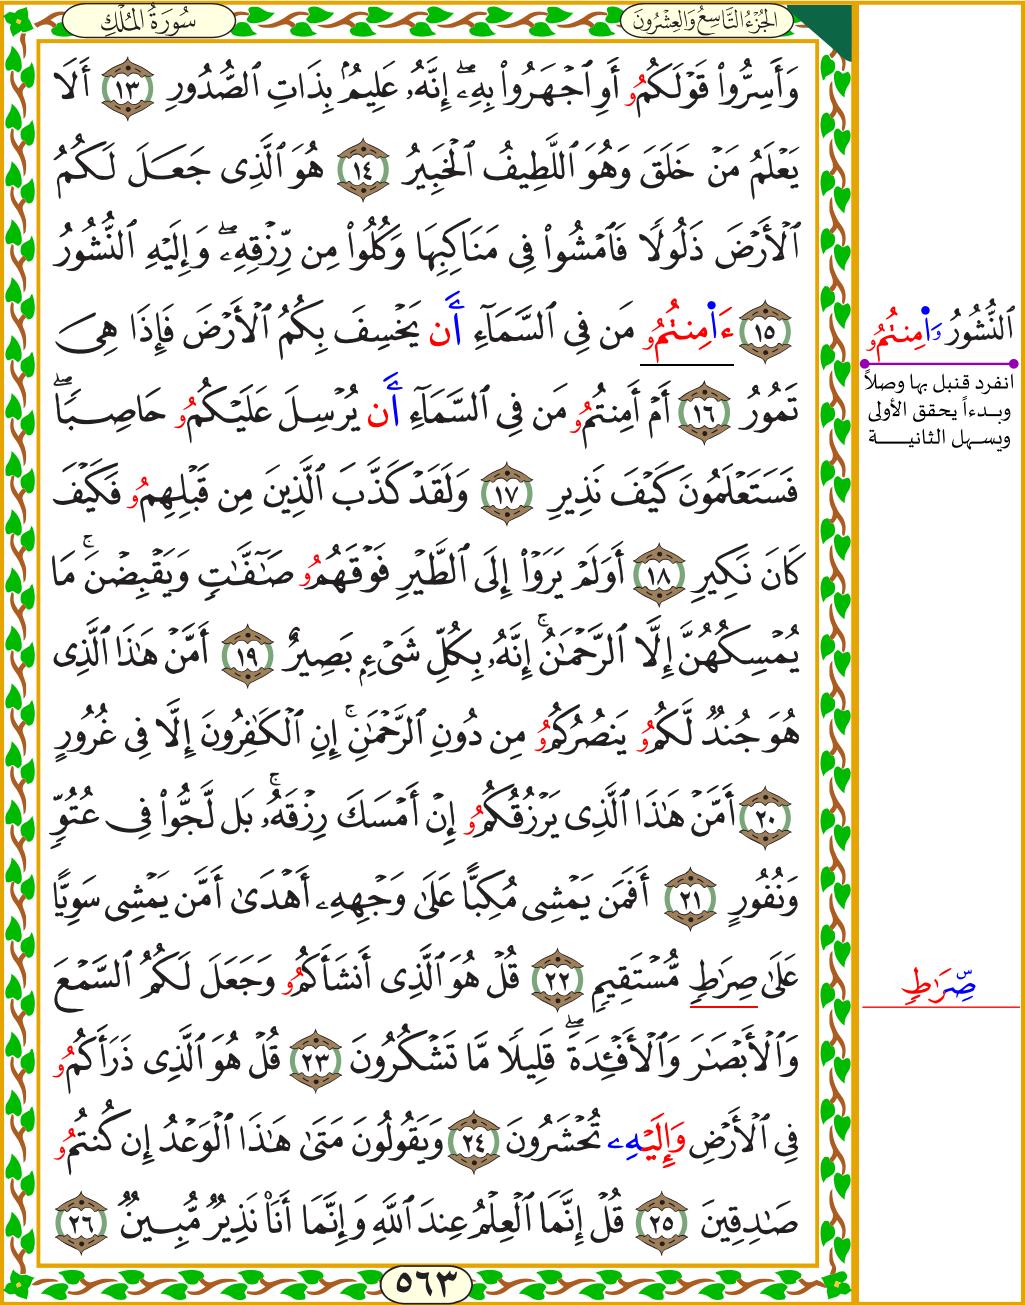 سُورَةُ المُلْكِ
الجُزْءُ التَّاسِعُ وَالعِشْرُونَ
وَأَسِرُّواْ قَوْلَكُمُۥ أَوِ ٱجْهَرُواْ بِهِۦۖ إِنَّهُۥ عَلِيمُۢ بِذَاتِ ٱلصُّدُورِ ١٣ أَلَا
يَعْلَمُ مَنْ خَلَقَ وَهُوَ ٱللَّطِيفُ ٱلْخَبِيرُ ١٤ هُوَ ٱلَّذِى جَعَلَ لَكُمُ
ٱلْأَرْضَ ذَلُولًا فَٱمْشُواْ فِى مَنَاكِبِهَا وَكُلُواْ مِن رِّزْقِهِۦۖ وَإِلَيْهِ ٱلنُّشُورُ
١٥ ءَاْ۬مِنتُمُۥ مَن فِى ٱلسَّمَآءِ أَن يَخْسِفَ بِكُمُ ٱلْأَرْضَ فَإِذَا هِىَ
تَمُورُ ١٦ أَمْ أَمِنتُمُۥ مَن فِى ٱلسَّمَآءِ أَن يُرْسِلَ عَلَيْكُمُۥ حَاصِبًاۖ
فَسَتَعْلَمُونَ كَيْفَ نَذِيرِ ١٧ وَلَقَدْ كَذَّبَ ٱلَّذِينَ مِن قَبْلِهِمُۥ فَكَيْفَ
كَانَ نَكِيرِ ١٨ أَوَلَمْ يَرَوْاْ إِلَى ٱلطَّيْرِ فَوْقَهُمُۥ صَٰٓفَّٰتٍ وَيَقْبِضْنَۚ مَا
يُمْسِكُهُنَّ إِلَّا ٱلرَّحْمَٰنُۚ إِنَّهُۥ بِكُلِّ شَىْءِۭ بَصِيرٌ ١٩ أَمَّنْ هَٰذَا ٱلَّذِى
هُوَ جُندٌ لَّكُمُۥ يَنصُرُكُمُۥ مِن دُونِ ٱلرَّحْمَٰنِۚ إِنِ ٱلْكَٰفِرُونَ إِلَّا فِى غُرُورٍ
٢٠ أَمَّنْ هَٰذَا ٱلَّذِى يَرْزُقُكُمُۥ إِنْ أَمْسَكَ رِزْقَهُۥۚ بَل لَّجُّواْ فِى عُتُوٍّ
وَنُفُورٍ ٢١ أَفَمَن يَمْشِى مُكِبًّا عَلَىٰ وَجْهِهِۦ أَهْدَىٰ أَمَّن يَمْشِى سَوِيًّا
عَلَىٰ صِرَٰطٍ مُّسْتَقِيمٍ ٢٢ قُلْ هُوَ ٱلَّذِى أَنشَأَكُمُۥ وَجَعَلَ لَكُمُ ٱلسَّمْعَ
وَٱلْأَبْصَٰرَ وَٱلْأَفْـِٔدَةَۖ قَلِيلًا مَّا تَشْكُرُونَ ٢٣ قُلْ هُوَ ٱلَّذِى ذَرَأَكُمُۥ
فِى ٱلْأَرْضِ وَإِلَيْهِۦ تُحْشَرُونَ ٢٤ وَيَقُولُونَ مَتَىٰ هَٰذَا ٱلْوَعْدُ إِن كُنتُمُۥ
صَٰدِقِينَ ٢٥ قُلْ إِنَّمَا ٱلْعِلْمُ عِندَ ٱللَّهِ وَإِنَّمَا أَنَا۠ نَذِيرٌ مُّبِينٌ ٢٦
٥٦٣
ٱلنُّشُورُ وَاْ۬مِنتُمُۥ
انفرد قنبل بها وصلاً
وبدءاً يحقق الأولى
ويسهل الثانية
صِّرَٰطٍ